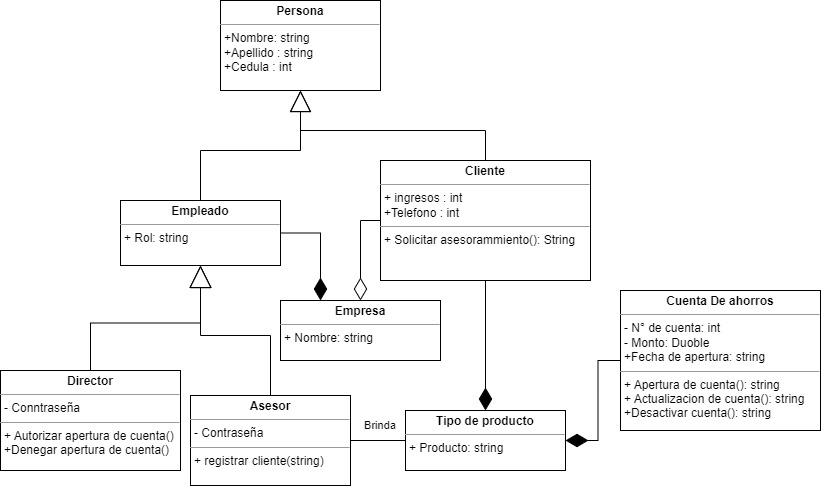 Persona
+Nombre: string
+Apellido : string
+Cedula : int
Cliente
+ ingresos : int
+Telefono : int
+ Solicitar asesorammiento(): String
Empleado
+ Rol: string
Empresa
+ Nombre: string
Cuenta De ahorros
- N° de cuenta: int
- Monto: Duoble
+Fecha de apertura: string
+ Apertura de cuenta(): string
+ Actualizacion de cuenta(): string
+Desactivar cuenta(): string
Director
- Conntraseña
+ Autorizar apertura de cuenta()
+Denegar apertura de cuenta()
Asesor
- Contraseña
+ registrar cliente(string)
Brinda
Tipo de producto
+ Producto: string